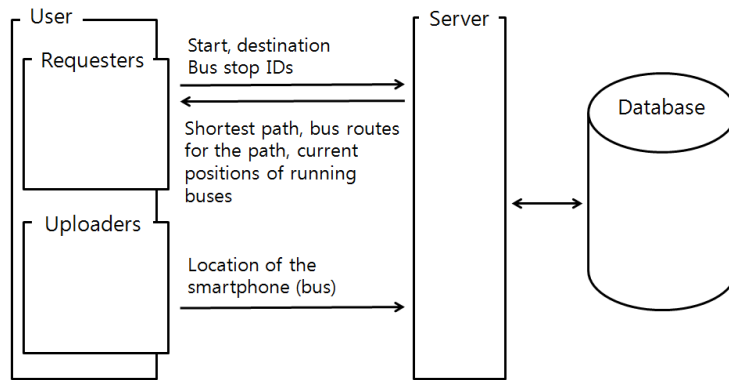 User
Requesters
Start, destination
Bus stop IDs
Shortest path, bus routes
for the path, current
positions of running
buses
Uploaders
Location of the
smartphone (bus)
Server
Database